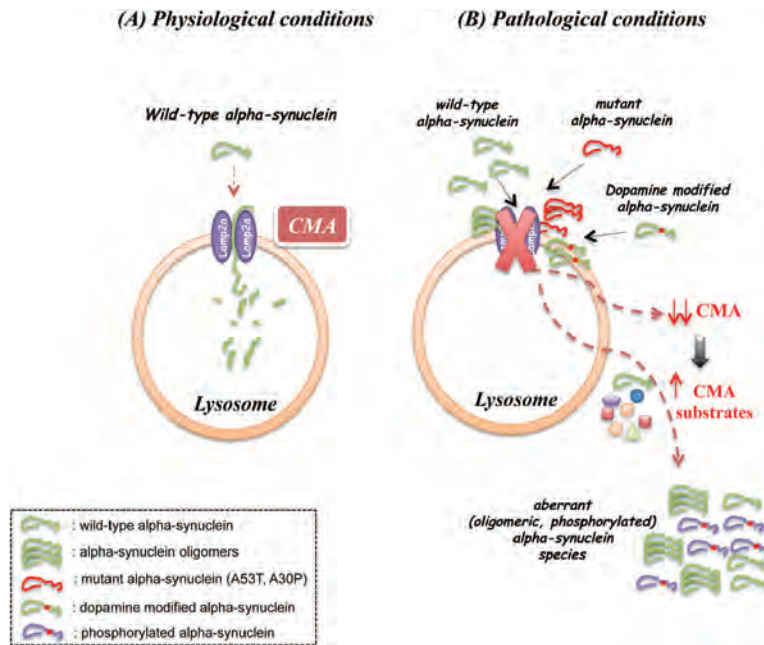 (A) Physiological conditions
(B) Pathological conditions
Wild-type alpha-synuclein
Lamp2a
Lamp2a
CMA
Lysosome
wild-type
alpha-synuclein
mutant
alpha-synuclein
Dopamine modified
alpha-synuclein
CMA
CMA
substrates
Lysosome
aberrant
(oligomeric, phosphorylated)
alpha-synuclein
species
: wild-type alpha-synuclein
: alpha-synuclein oligomers
: mutant alpha-synuclein (A53T, A30P)
: dopamine modified alpha-synuclein
: phosphorylated alpha-synuclein